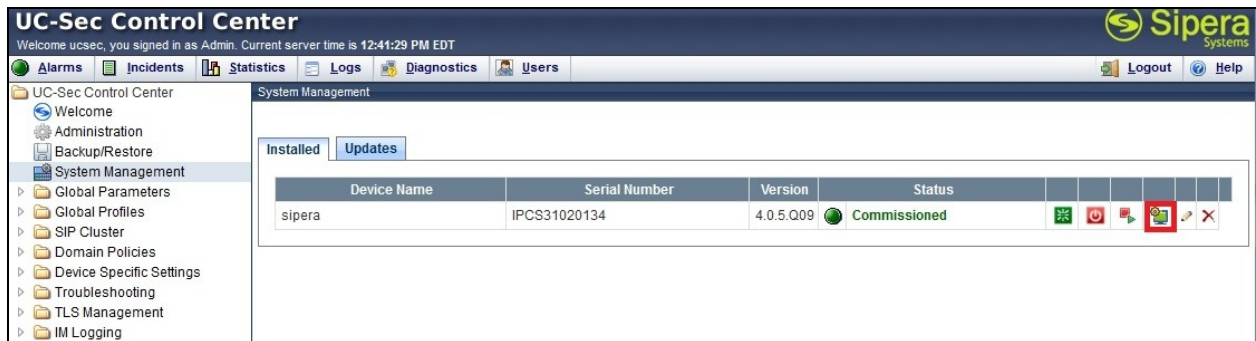 UC-Sec Control Center
Sipera
Systems
Welcome ucsec, you signed in as Admin. Current server time is 12:41:29 PM EDT
Alarms Incidents Statistics Logs Diagnostics Users Logout Help
UC-Sec Control Center
System Management
Welcome
Administration
Backup/Restore
System Management
Global Parameters
Global Profiles
SIP Cluster
Domain Policies
Device Specific Settings
Troubleshooting
TLS Management
IM Logging
Installed Updates
Device Name Serial Number Version Status
sipera IPCS31020134 4.0.5.Q09 Commissioned